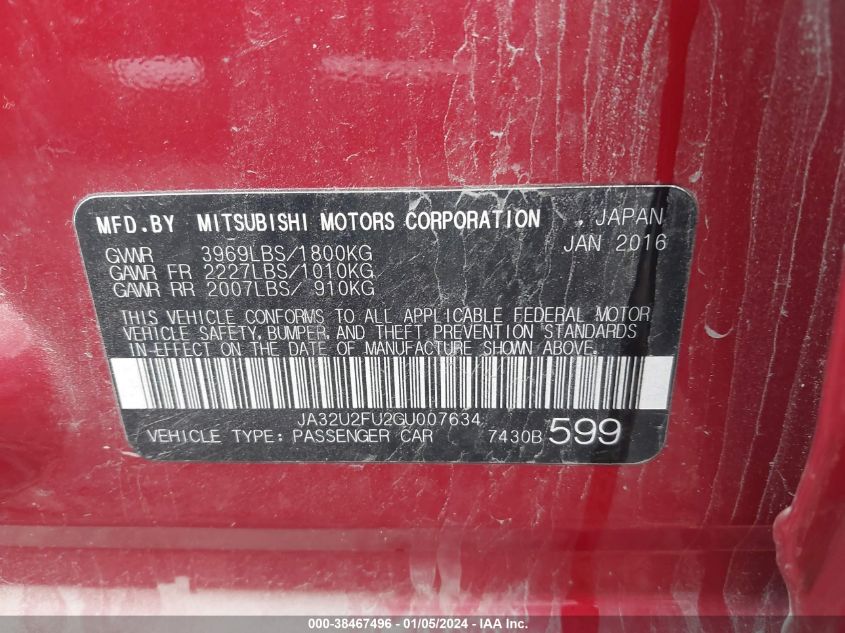 MFD.BY MITSUBISHI MOTORS CORPORATION , JAPAN
JAN 2016
GVWR 3969LBS/1800KG
GAWR FR 2227LBS/1010KG
GAWR RR 2007LBS/ 910KG
THIS VEHICLE CONFORMS TO ALL APPLICABLE FEDERAL MOTOR
VEHICLE SAFETY, BUMPER, AND THEFT PREVENTION STANDARDS
IN EFFECT ON THE DATE OF MANUFACTURE SHOWN ABOVE.
JA32U2FU2GU007634
VEHICLE TYPE: PASSENGER CAR 7430B 599
000-38467496 - 01/05/2024 - © IAA, Inc.